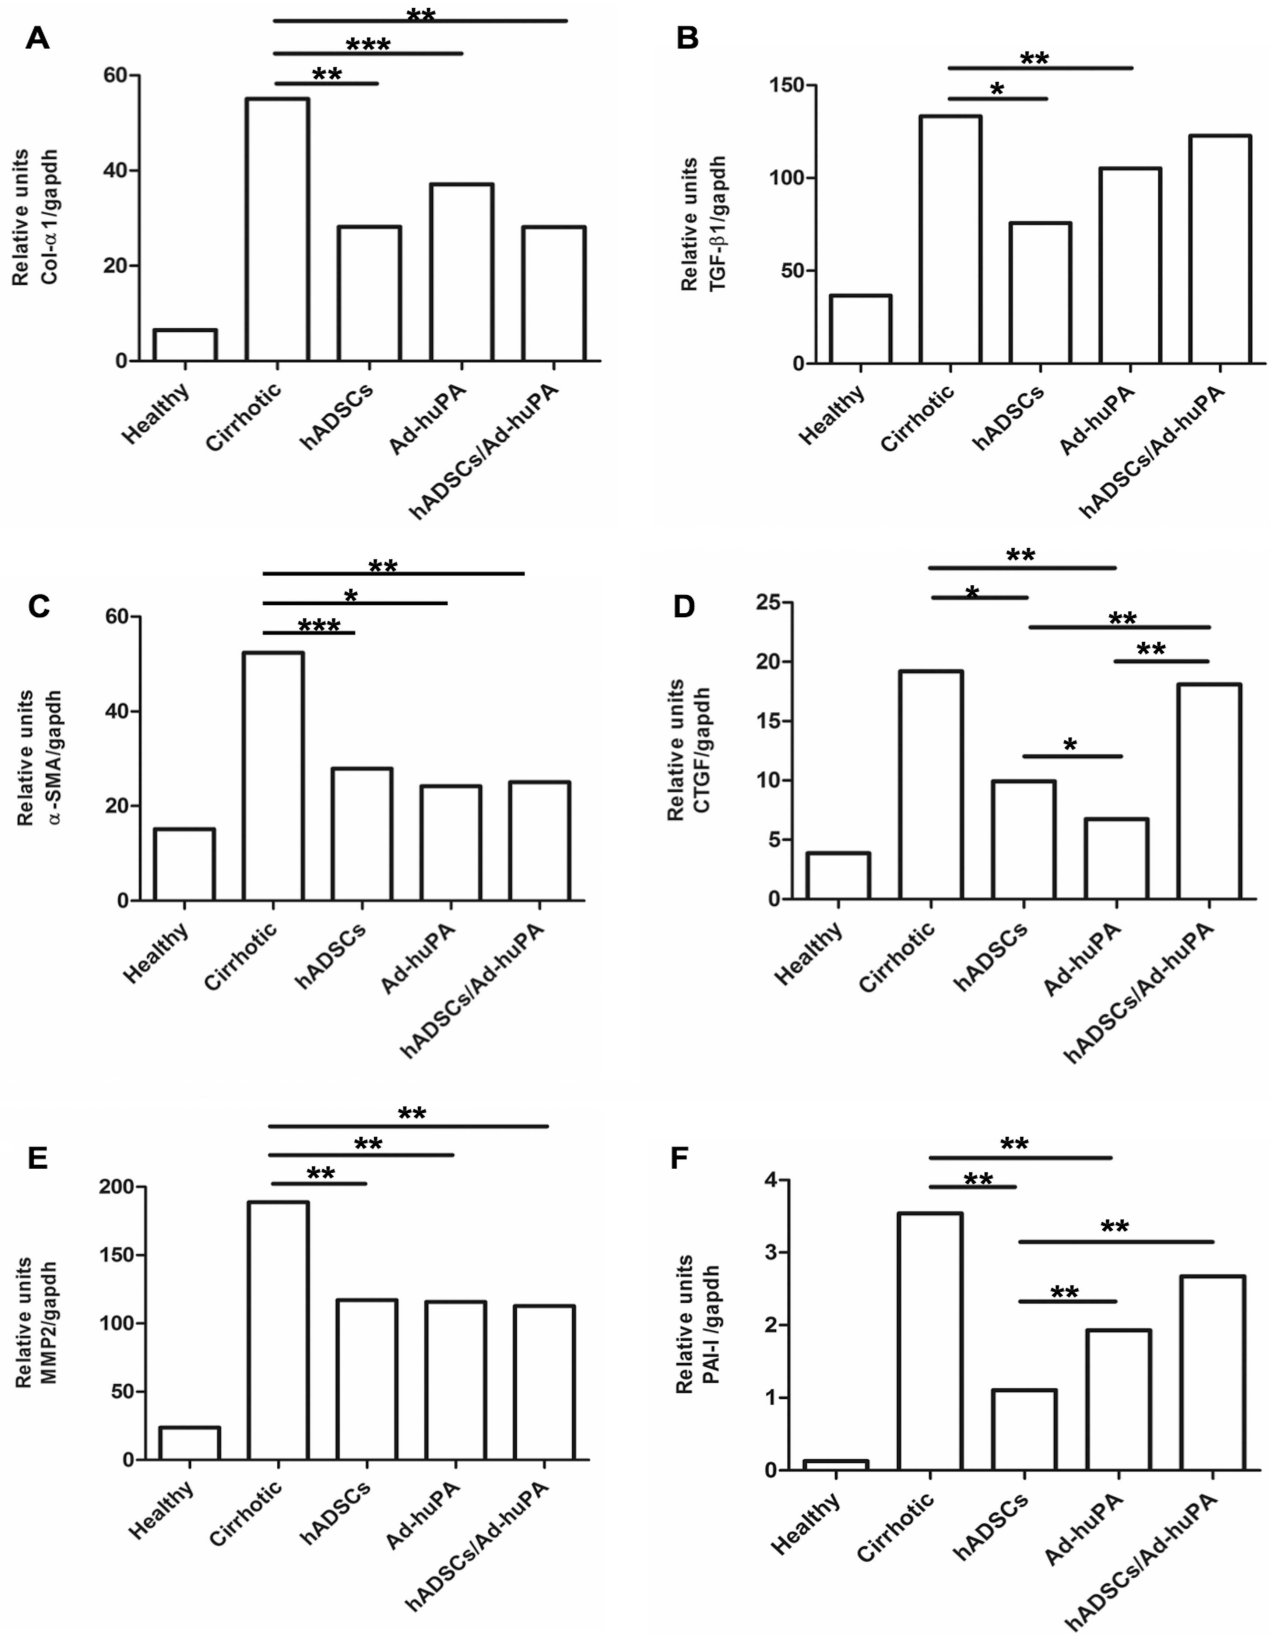 A
**
***
**
60
40
20
0
Relative units
Col-α1/gapdh
Healthy
Cirrhotic
hADSCs
Ad-huPA
hADSCs/Ad-huPA
B
**
*
150
100
50
0
Relative units
TGF-β1/gapdh
Healthy
Cirrhotic
hADSCs
Ad-huPA
hADSCs/Ad-huPA
C
**
*
***
60
40
20
0
Relative units
α-SMA/gapdh
Healthy
Cirrhotic
hADSCs
Ad-huPA
hADSCs/Ad-huPA
D
**
*
**
**
*
25
20
15
10
5
0
Relative units
CTGF/gapdh
Healthy
Cirrhotic
hADSCs
Ad-huPA
hADSCs/Ad-huPA
E
**
**
**
200
150
100
50
0
Relative units
MMP2/gapdh
Healthy
Cirrhotic
hADSCs
Ad-huPA
hADSCs/Ad-huPA
F
**
**
**
**
4
3
2
1
0
Relative units
PAI-I /gapdh
Healthy
Cirrhotic
hADSCs
Ad-huPA
hADSCs/Ad-huPA